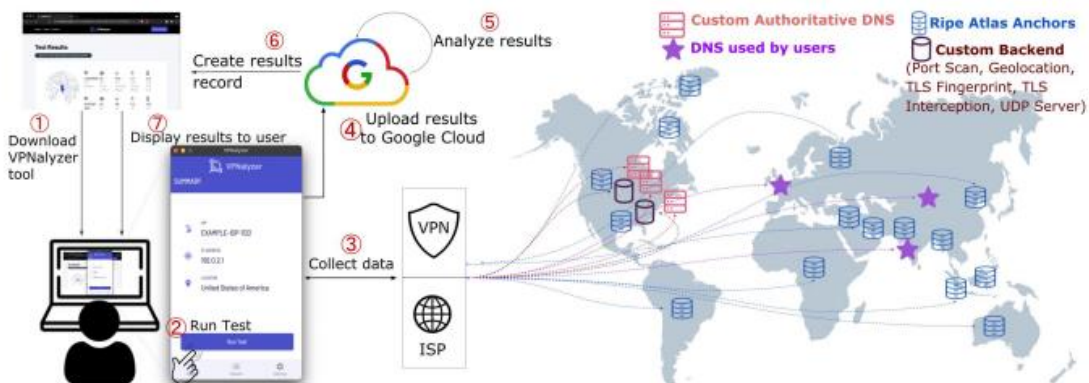 Test Results
① Download VPNalyzer tool
⑦ Display results to user
⑥ Create results record
⑤ Analyze results
G
④ Upload results to Google Cloud
VPNalyzer
SUMMARY
EXAMPLE-ISP-102
United States of America
② Run Test
Run Test
③ Collect data
VPN
ISP
Custom Authoritative DNS
DNS used by users
Ripe Atlas Anchors
Custom Backend
(Port Scan, Geolocation,
TLS Fingerprint, TLS
Interception, UDP Server)